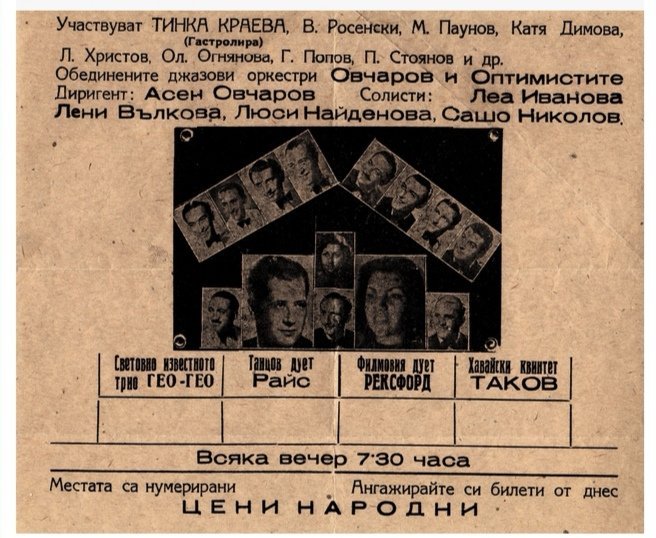 Участвуват ТИНКА КРАЕВА, В. Росенски, М. Паунов, Катя Димова,
(Гастролира)
Л. Христов, Ол. Огнянова, Г. Попов, П. Стоянов и др.
Обединените джазови оркестри Овчаров и Оптимистите
Диригент: Асен Овчаров Солисти: Леа Иванова
Лени Вълкова, Люси Найденова, Сашо Николов.
Световно известното трио ГЕО-ГЕО
Танцов дует Райс
Филмовия дует РЕКСФОРД
Хавайски квинтет ТАКОВ
Всяка вечер 7·30 часа
Местата са нумерирани Ангажирайте си билети от днес
ЦЕНИ НАРОДНИ